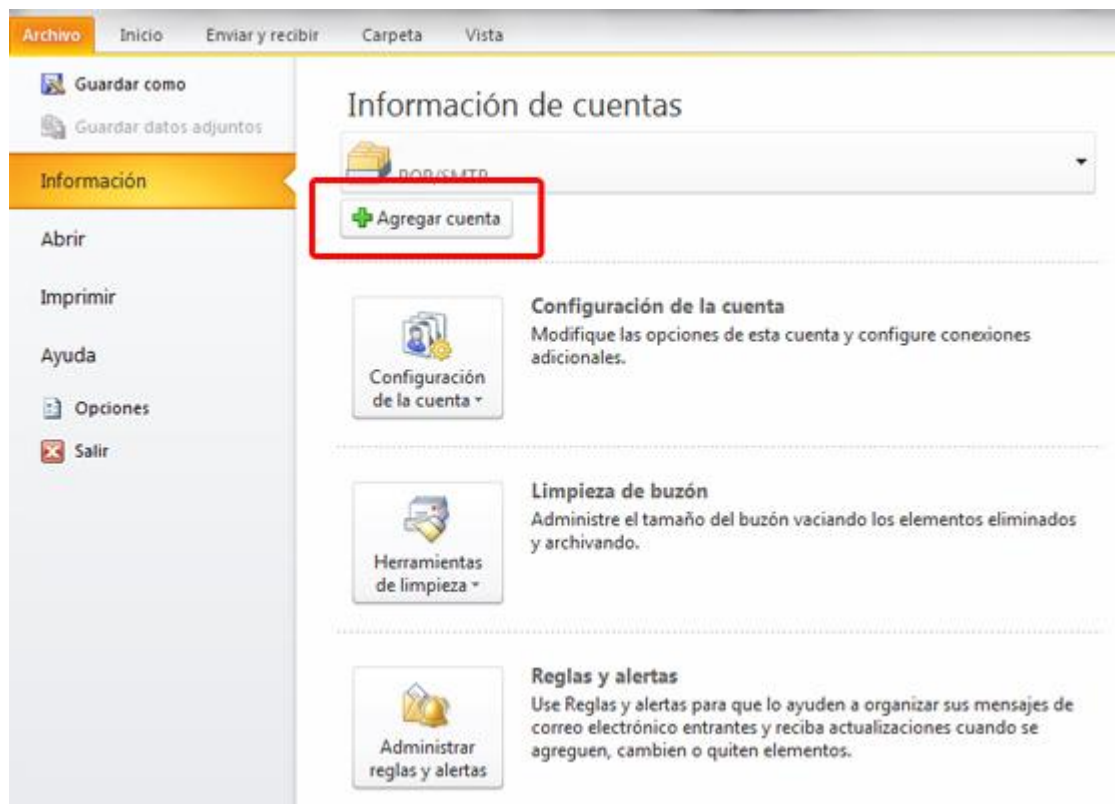 Archivo Inicio Enviar y recibir Carpeta Vista
Guardar como
Guardar datos adjuntos
Información
Abrir
Imprimir
Ayuda
Opciones
Salir
Información de cuentas
POP/SMTP
Agregar cuenta
Configuración
de la cuenta
Configuración de la cuenta
Modifique las opciones de esta cuenta y configure conexiones
adicionales.
Herramientas
de limpieza
Limpieza de buzón
Administre el tamaño del buzón vaciando los elementos eliminados
y archivando.
Administrar
reglas y alertas
Reglas y alertas
Use Reglas y alertas para que lo ayuden a organizar sus mensajes de
correo electrónico entrantes y reciba actualizaciones cuando se
agreguen, cambien o quiten elementos.